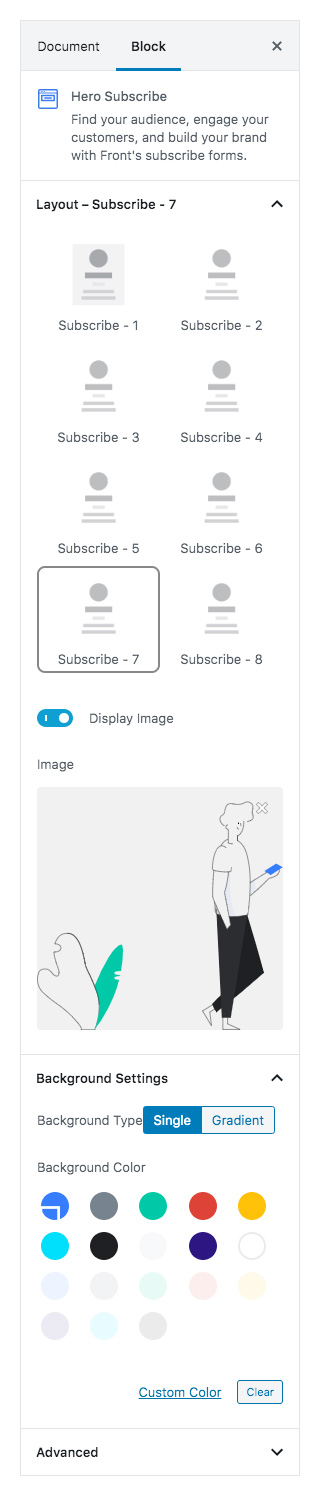 Document Block
Hero Subscribe
Find your audience, engage your
customers, and build your brand
with Front's subscribe forms.
Layout – Subscribe - 7
Subscribe - 1 Subscribe - 2
Subscribe - 3 Subscribe - 4
Subscribe - 5 Subscribe - 6
Subscribe - 7 Subscribe - 8
Display Image
Image
Background Settings
Background Type Single Gradient
Background Color
Custom Color Clear
Advanced